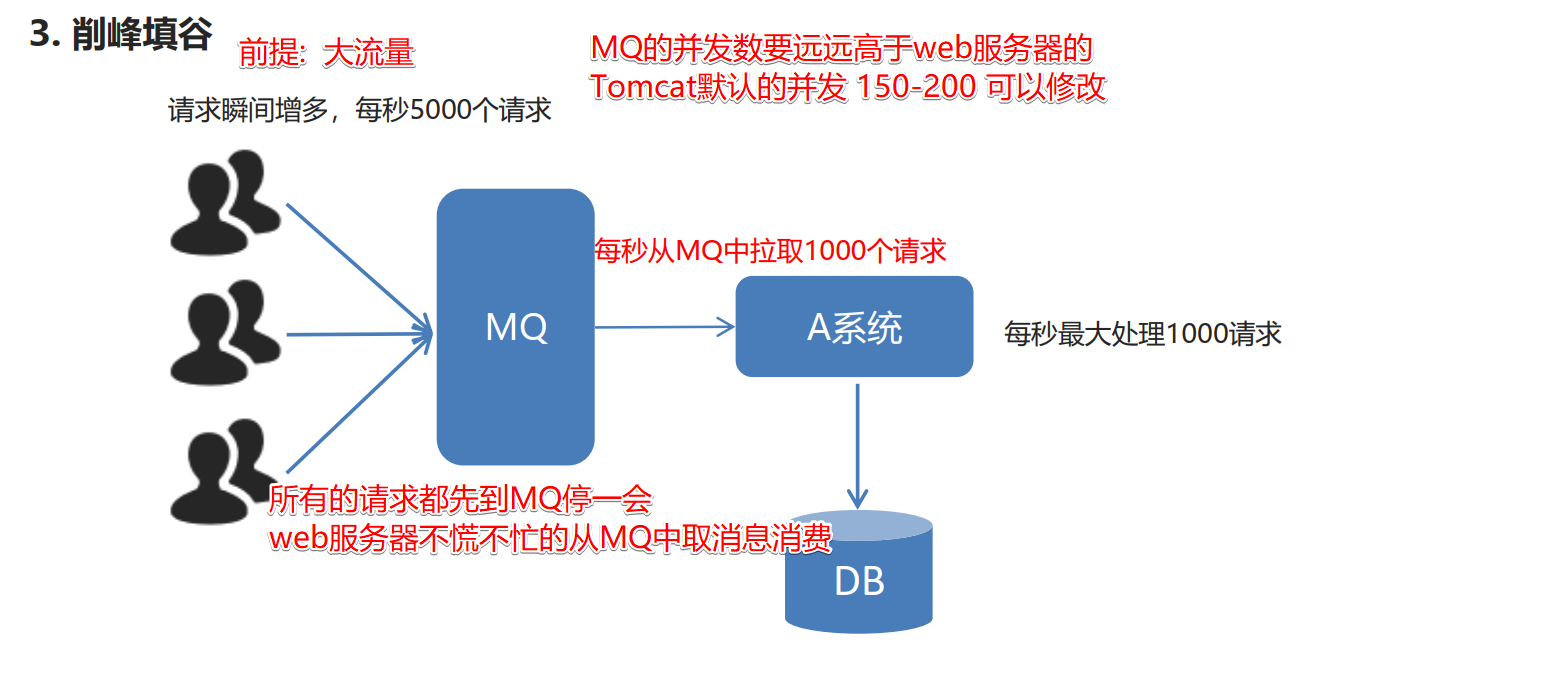 3. 削峰填谷
前提: 大流量
MQ的并发数要远远高于web服务器的
Tomcat默认的并发 150-200 可以修改
请求瞬间增多，每秒5000个请求
每秒从MQ中拉取1000个请求
MQ
A系统
每秒最大处理1000请求
所有的请求都先到MQ停一会
web服务器不慌不忙的从MQ中取消息消费
DB